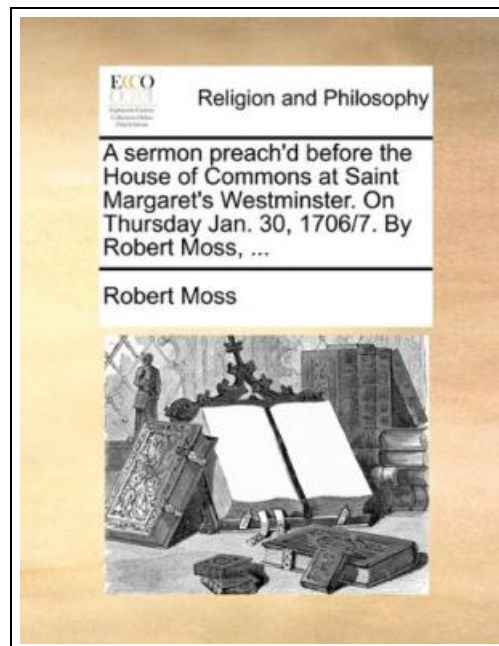 ECCO
Religion and Philosophy
A sermon preach'd before the
House of Commons at Saint
Margaret's Westminster. On
Thursday Jan. 30, 1706/7. By
Robert Moss, ...
Robert Moss